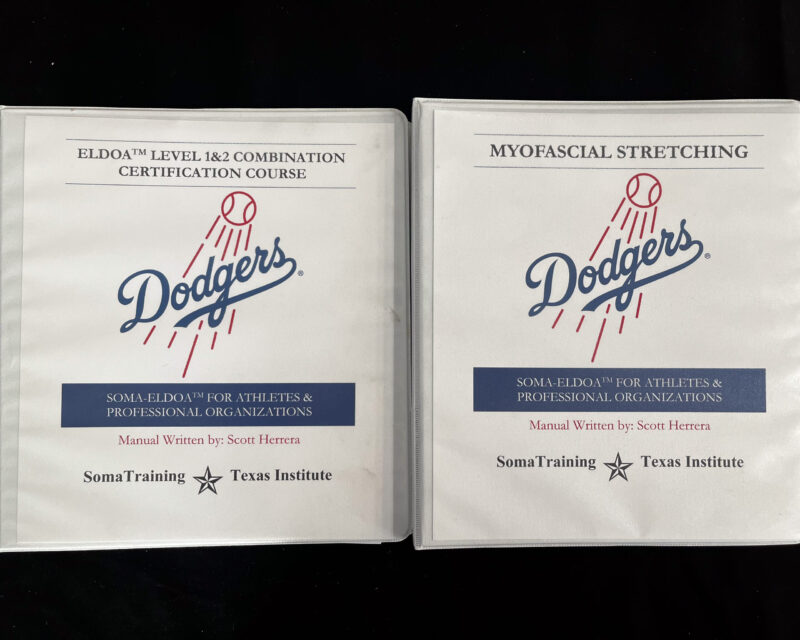 ELDOA™ LEVEL 1&2 COMBINATION
CERTIFICATION COURSE
Dodgers®
SOMA-ELDOA™ FOR ATHLETES &
PROFESSIONAL ORGANIZATIONS
Manual Written by: Scott Herrera
SomaTraining Texas Institute
MYOFASCIAL STRETCHING
Dodgers®
SOMA-ELDOA™ FOR ATHLETES &
PROFESSIONAL ORGANIZATIONS
Manual Written by: Scott Herrera
SomaTraining Texas Institute